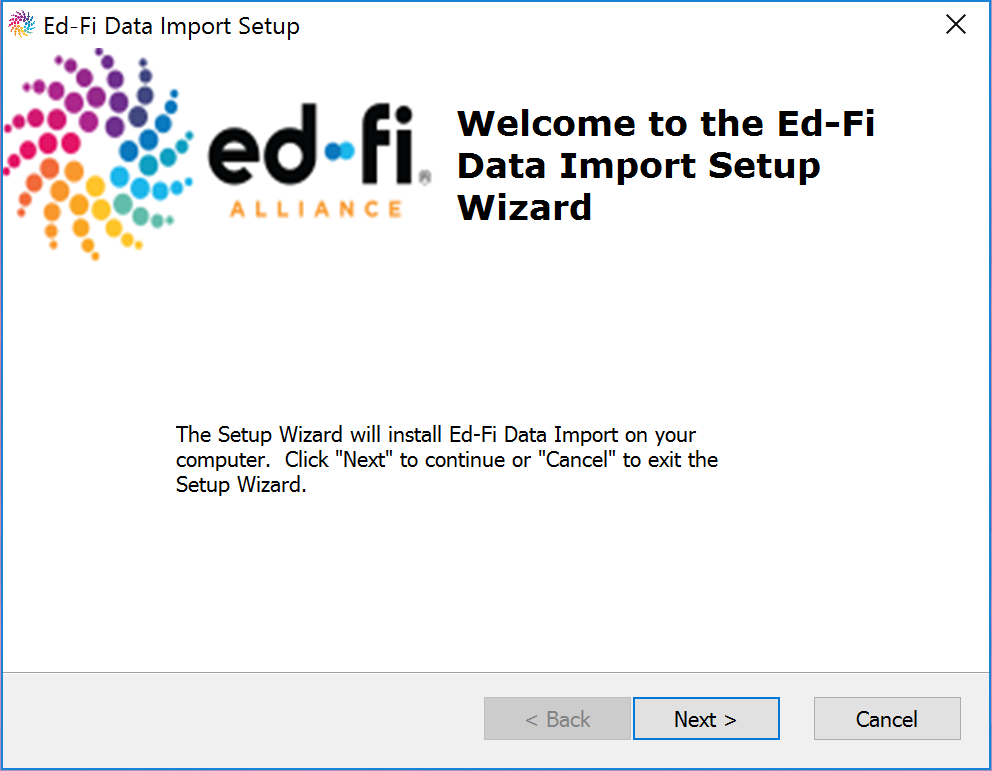 Ed-Fi Data Import Setup
ed-fi®
ALLIANCE
Welcome to the Ed-Fi
Data Import Setup
Wizard
The Setup Wizard will install Ed-Fi Data Import on your
computer.  Click "Next" to continue or "Cancel" to exit the
Setup Wizard.
< Back
Next >
Cancel